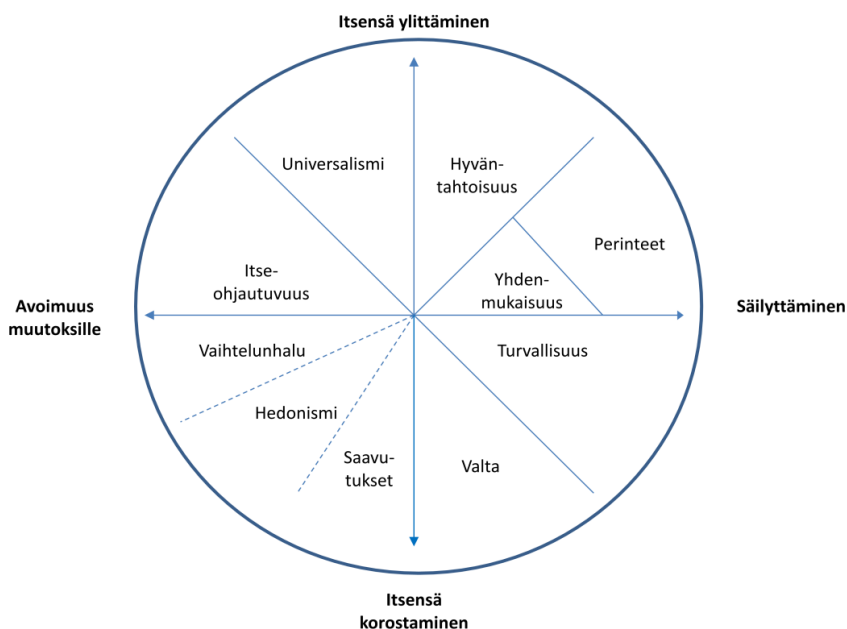 Itsensä ylittäminen
Universalismi
Hyvän-
tahtoisuus
Perinteet
Itse-
ohjautuvuus
Yhden-
mukaisuus
Avoimuus
muutoksille
Säilyttäminen
Vaihtelunhalu
Turvallisuus
Hedonismi
Saavu-
tukset
Valta
Itsensä
korostaminen